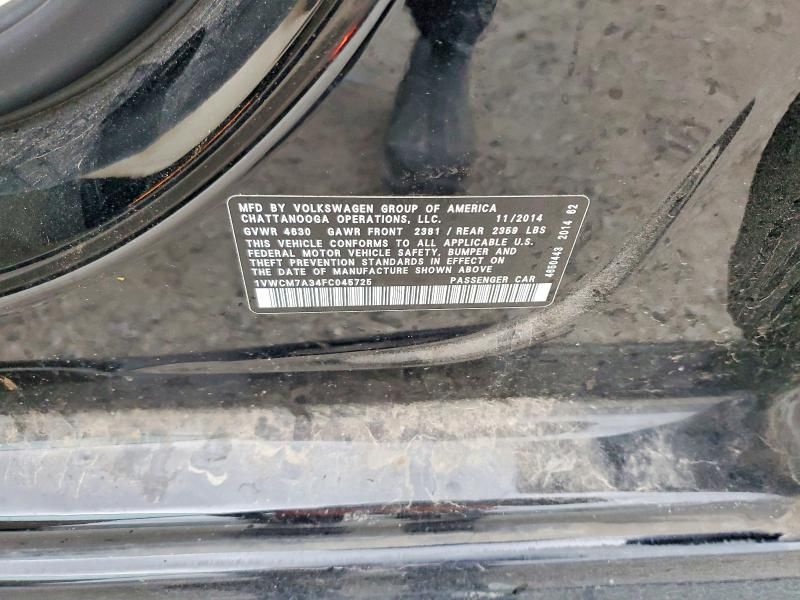 MFD BY VOLKSWAGEN GROUP OF AMERICA
CHATTANOOGA OPERATIONS, LLC. 11/2014
GVWR 4630 GAWR FRONT 2381 / REAR 2359 LBS
THIS VEHICLE CONFORMS TO ALL APPLICABLE U.S.
FEDERAL MOTOR VEHICLE SAFETY, BUMPER AND
THEFT PREVENTION STANDARDS IN EFFECT ON
THE DATE OF MANUFACTURE SHOWN ABOVE
1VWCM7A34FC045725 PASSENGER CAR
4650443 2014 62